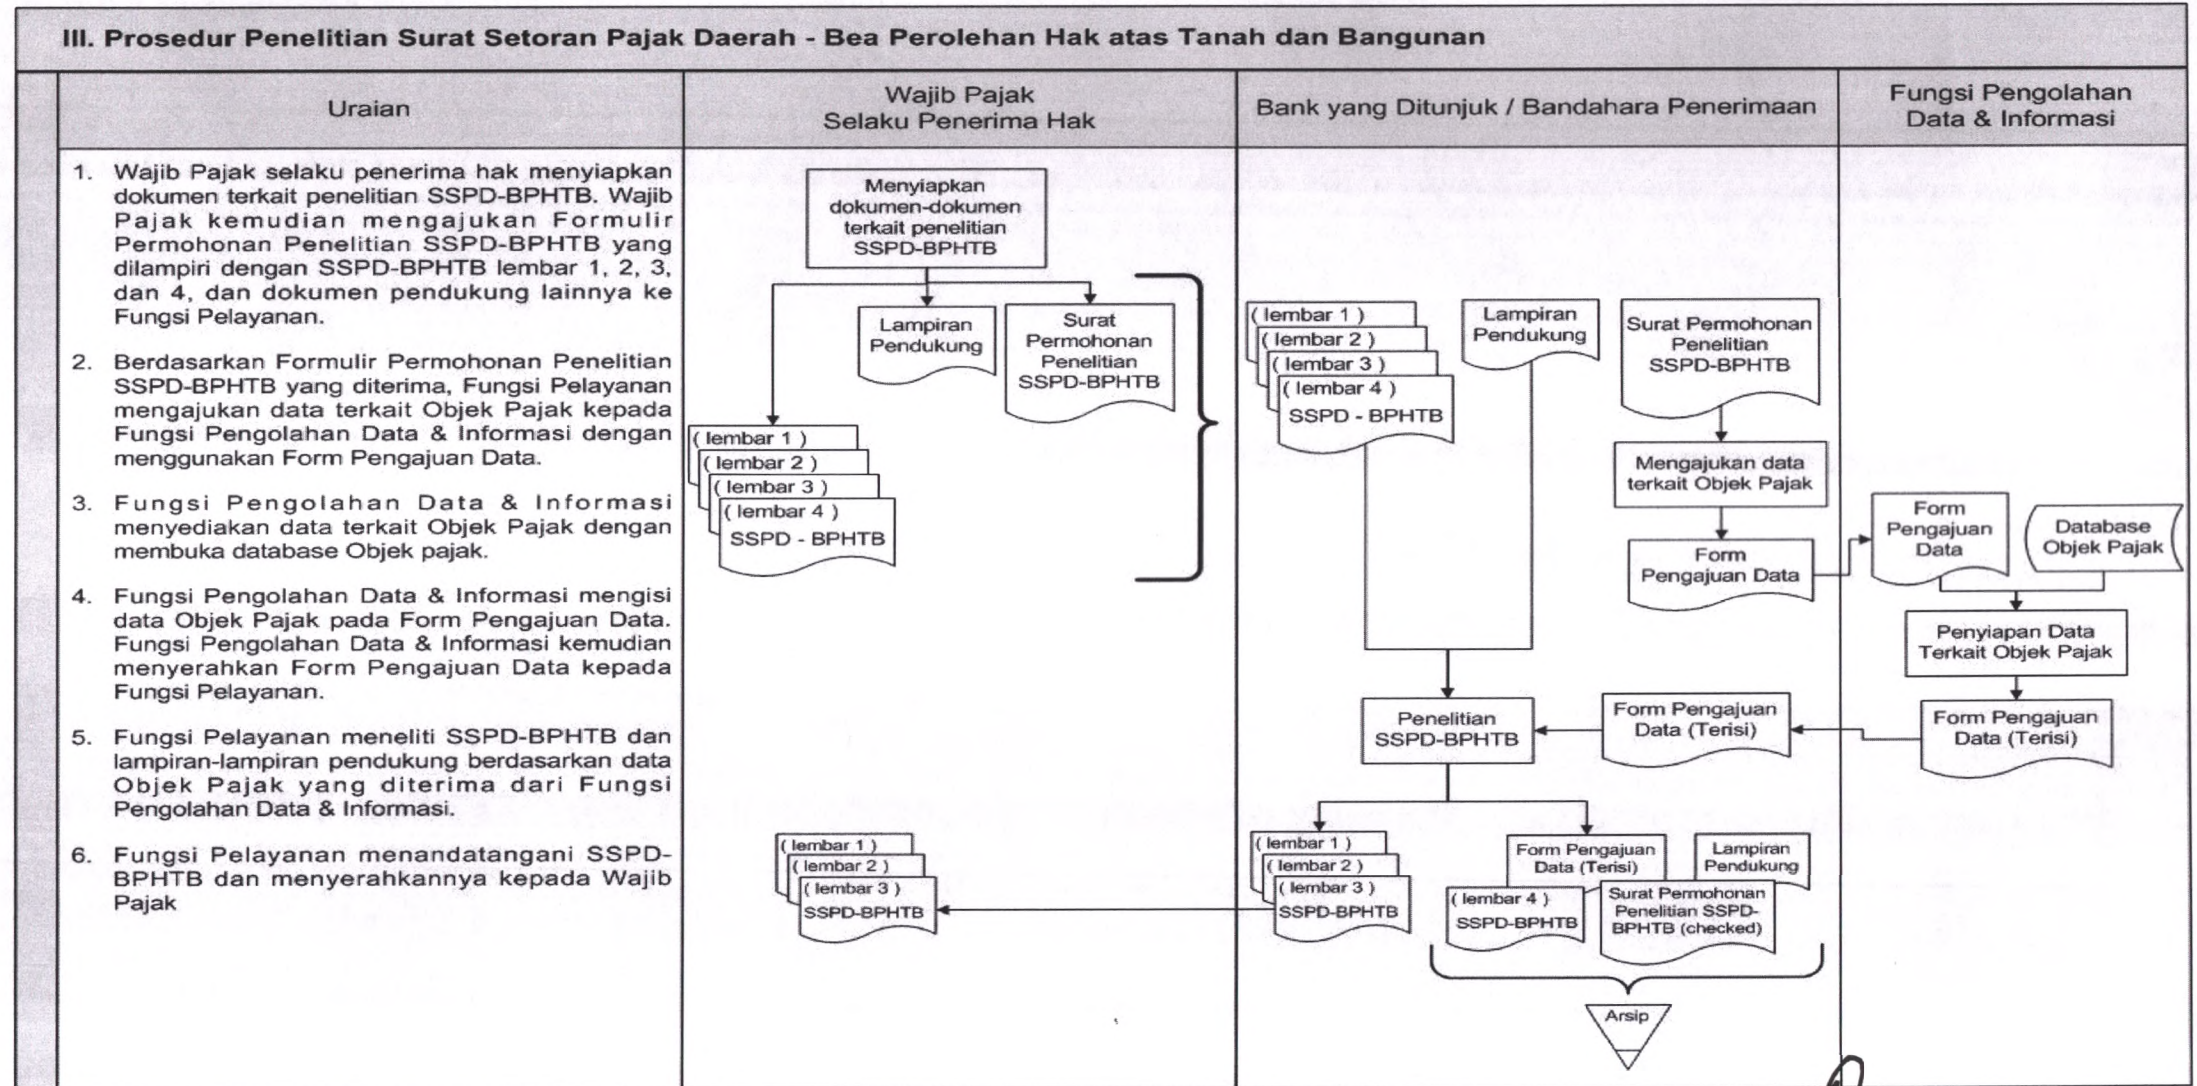 III. Prosedur Penelitian Surat Setoran Pajak Daerah - Bea Perolehan Hak atas Tanah dan Bangunan
Uraian
Wajib Pajak
Selaku Penerima Hak
Bank yang Ditunjuk / Bandahara Penerimaan
Fungsi Pengolahan
Data & Informasi
1. Wajib Pajak selaku penerima hak menyiapkan
dokumen terkait penelitian SSPD-BPHTB. Wajib
Pajak kemudian mengajukan Formulir
Permohonan Penelitian SSPD-BPHTB yang
dilampiri dengan SSPD-BPHTB lembar 1, 2, 3,
dan 4, dan dokumen pendukung lainnya ke
Fungsi Pelayanan.
2. Berdasarkan Formulir Permohonan Penelitian
SSPD-BPHTB yang diterima, Fungsi Pelayanan
mengajukan data terkait Objek Pajak kepada
Fungsi Pengolahan Data & Informasi dengan
menggunakan Form Pengajuan Data.
3. Fungsi Pengolahan Data & Informasi
menyediakan data terkait Objek Pajak dengan
membuka database Objek pajak.
4. Fungsi Pengolahan Data & Informasi mengisi
data Objek Pajak pada Form Pengajuan Data.
Fungsi Pengolahan Data & Informasi kemudian
menyerahkan Form Pengajuan Data kepada
Fungsi Pelayanan.
5. Fungsi Pelayanan meneliti SSPD-BPHTB dan
lampiran-lampiran pendukung berdasarkan data
Objek Pajak yang diterima dari Fungsi
Pengolahan Data & Informasi.
6. Fungsi Pelayanan menandatangani SSPD-
BPHTB dan menyerahkannya kepada Wajib
Pajak
Menyiapkan
dokumen-dokumen
terkait penelitian
SSPD-BPHTB
Lampiran
Pendukung
Surat
Permohonan
Penelitian
SSPD-BPHTB
( lembar 1 )
( lembar 2 )
( lembar 3 )
( lembar 4 )
SSPD - BPHTB
( lembar 1 )
( lembar 2 )
( lembar 3 )
SSPD-BPHTB
( lembar 1 )
( lembar 2 )
( lembar 3 )
( lembar 4 )
SSPD - BPHTB
Lampiran
Pendukung
Surat Permohonan
Penelitian
SSPD-BPHTB
Mengajukan data
terkait Objek Pajak
Form
Pengajuan Data
Penelitian
SSPD-BPHTB
Form Pengajuan
Data (Terisi)
( lembar 1 )
( lembar 2 )
( lembar 3 )
SSPD-BPHTB
Form Pengajuan
Data (Terisi)
Lampiran
Pendukung
( lembar 4 )
SSPD-BPHTB
Surat Permohonan
Penelitian SSPD-
BPHTB (checked)
Arsip
Form
Pengajuan
Data
Database
Objek Pajak
Penyiapan Data
Terkait Objek Pajak
Form Pengajuan
Data (Terisi)